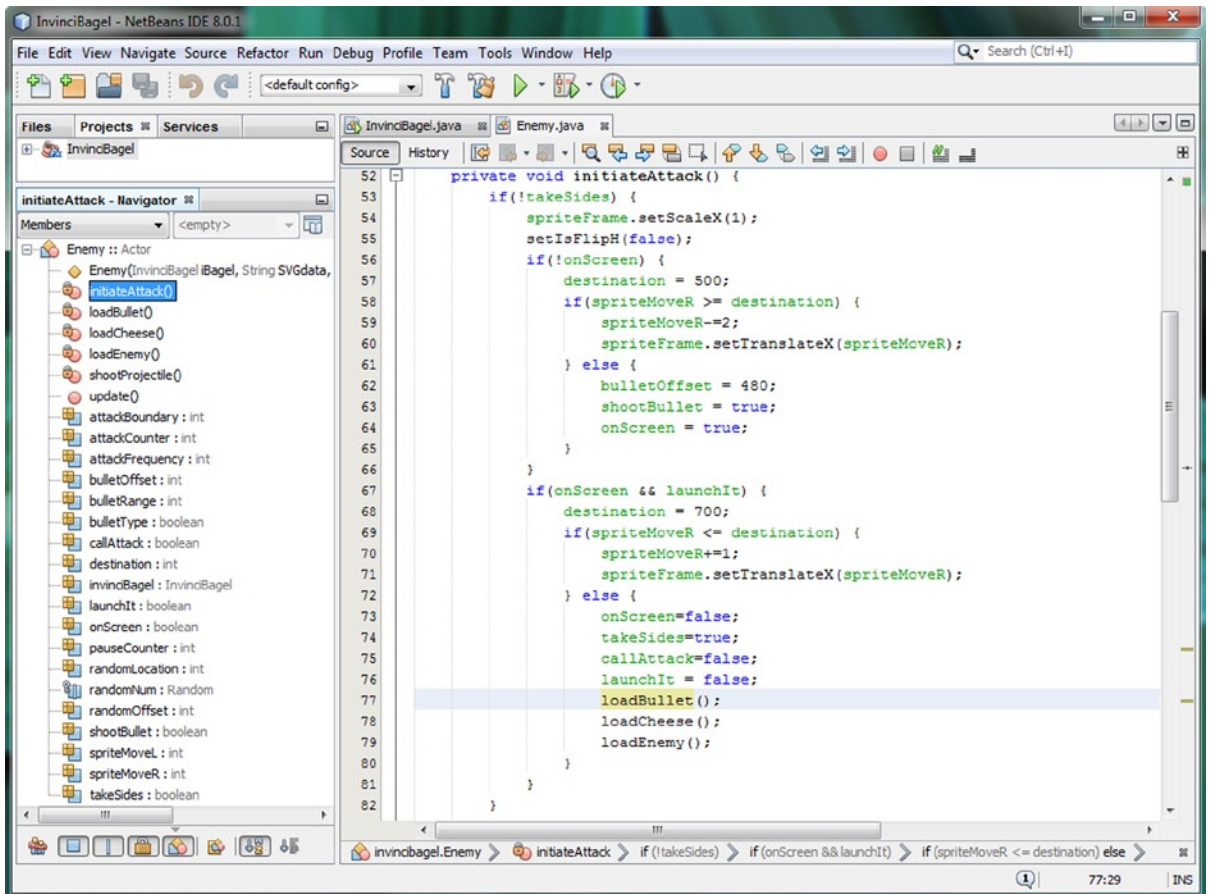 InvinciBagel - NetBeans IDE 8.0.1
File Edit View Navigate Source Refactor Run Debug Profile Team Tools Window Help
Search (Ctrl+I)
<default config>
Files Projects Services
InvinciBagel
initiateAttack - Navigator
Members <empty>
Enemy :: Actor
Enemy(InvinciBagel iBagel, String SVGdata,
initiateAttack()
loadBullet()
loadCheese()
loadEnemy()
shootProjectile()
update()
attackBoundary : int
attackCounter : int
attackFrequency : int
bulletOffset : int
bulletRange : int
bulletType : boolean
callAttack : boolean
destination : int
invinciBagel : InvinciBagel
launchIt : boolean
onScreen : boolean
pauseCounter : int
randomLocation : int
randomNum : Random
randomOffset : int
shootBullet : boolean
spriteMoveL : int
spriteMoveR : int
takeSides : boolean
InvinciBagel.java Enemy.java
Source History
52 private void initiateAttack() {
53 if(!takeSides) {
54 spriteFrame.setScaleX(1);
55 setIsFlipH(false);
56 if(!onScreen) {
57 destination = 500;
58 if(spriteMoveR >= destination) {
59 spriteMoveR-=2;
60 spriteFrame.setTranslateX(spriteMoveR);
61 } else {
62 bulletOffset = 480;
63 shootBullet = true;
64 onScreen = true;
65 }
66 }
67 if(onScreen && launchIt) {
68 destination = 700;
69 if(spriteMoveR <= destination) {
70 spriteMoveR+=1;
71 spriteFrame.setTranslateX(spriteMoveR);
72 } else {
73 onScreen=false;
74 takeSides=true;
75 callAttack=false;
76 launchIt = false;
77 loadBullet();
78 loadCheese();
79 loadEnemy();
80 }
81 }
82 }
invincibagel.Enemy initiateAttack if (!takeSides) if (onScreen && launchIt) if (spriteMoveR <= destination) else
1 77:29 INS